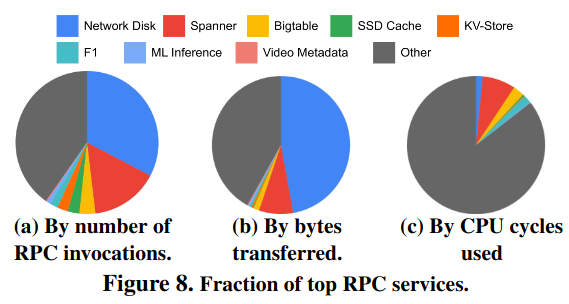 Network Disk Spanner Bigtable SSD Cache KV-Store
F1 ML Inference Video Metadata Other
(a) By number of
RPC invocations.
(b) By bytes
transferred.
(c) By CPU cycles
used
Figure 8. Fraction of top RPC services.